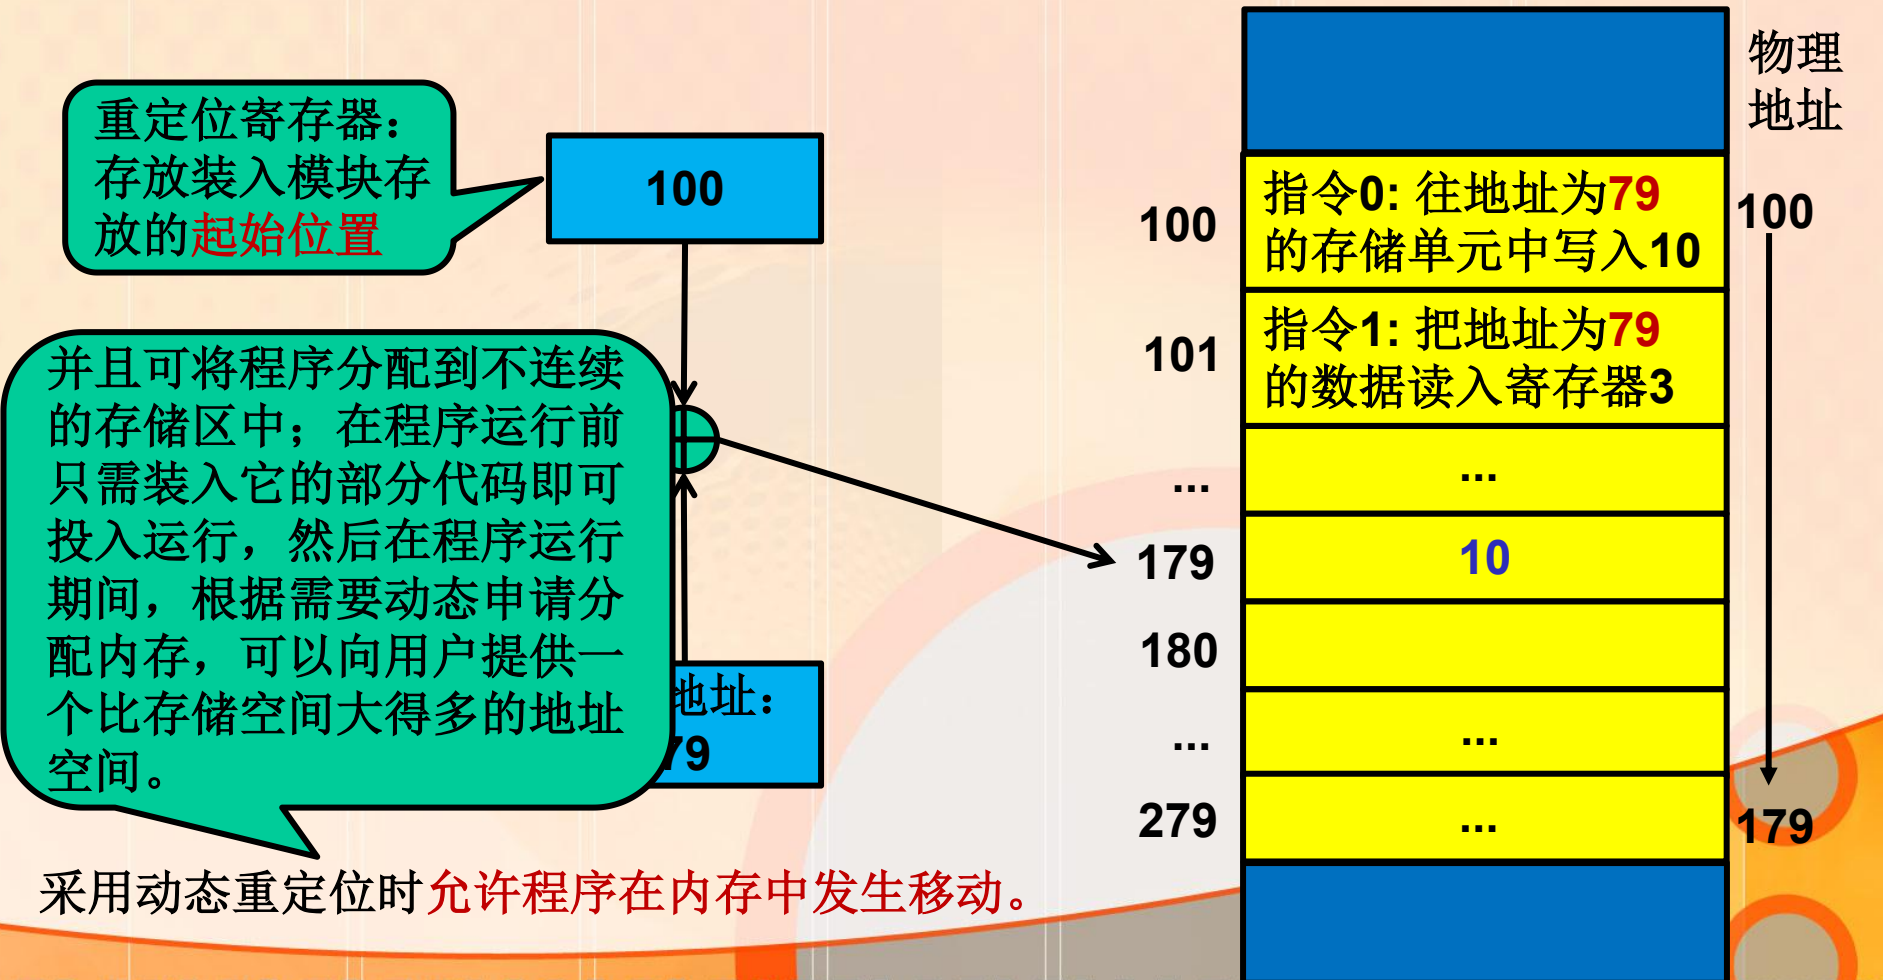 重定位寄存器：
存放装入模块存
放的起始位置
100
并且可将程序分配到不连续
的存储区中；在程序运行前
只需装入它的部分代码即可
投入运行，然后在程序运行
期间，根据需要动态申请分
配内存，可以向用户提供一
个比存储空间大得多的地址
空间。
地址：
79
采用动态重定位时允许程序在内存中发生移动。
物理
地址
100
指令0: 往地址为79
的存储单元中写入10
100
101
指令1: 把地址为79
的数据读入寄存器3
...
...
179
10
180
...
...
279
...
179